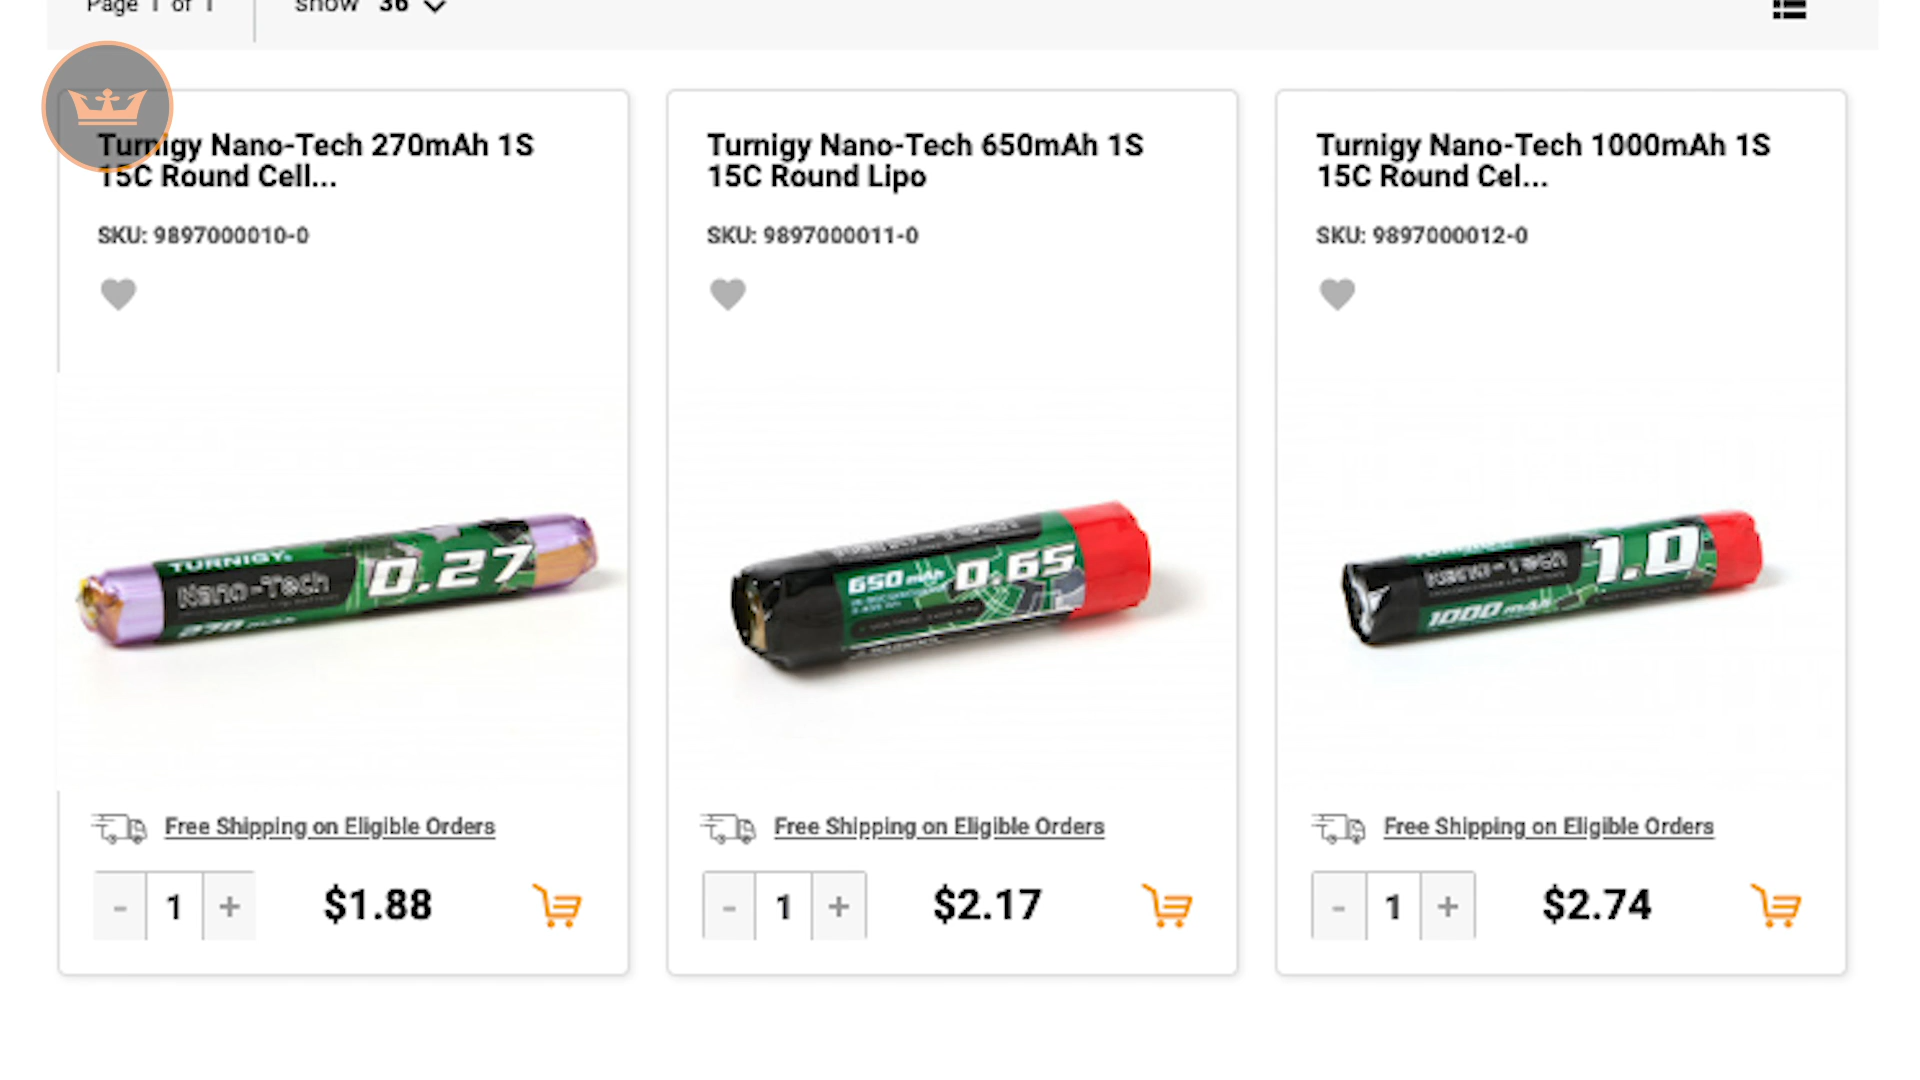 Page 1 of 1
Show 36
Turnigy Nano-Tech 270mAh 1S
15C Round Cell...
SKU: 9897000010-0
TURNIGY
Nano-Tech
0.27
270 mAh
Free Shipping on Eligible Orders
- 1 + $1.88
Turnigy Nano-Tech 650mAh 1S
15C Round Lipo
SKU: 9897000011-0
650 mAh
0.65
Free Shipping on Eligible Orders
- 1 + $2.17
Turnigy Nano-Tech 1000mAh 1S
15C Round Cel...
SKU: 9897000012-0
Nano-Tech
1.0
1000 mAh
Free Shipping on Eligible Orders
- 1 + $2.74